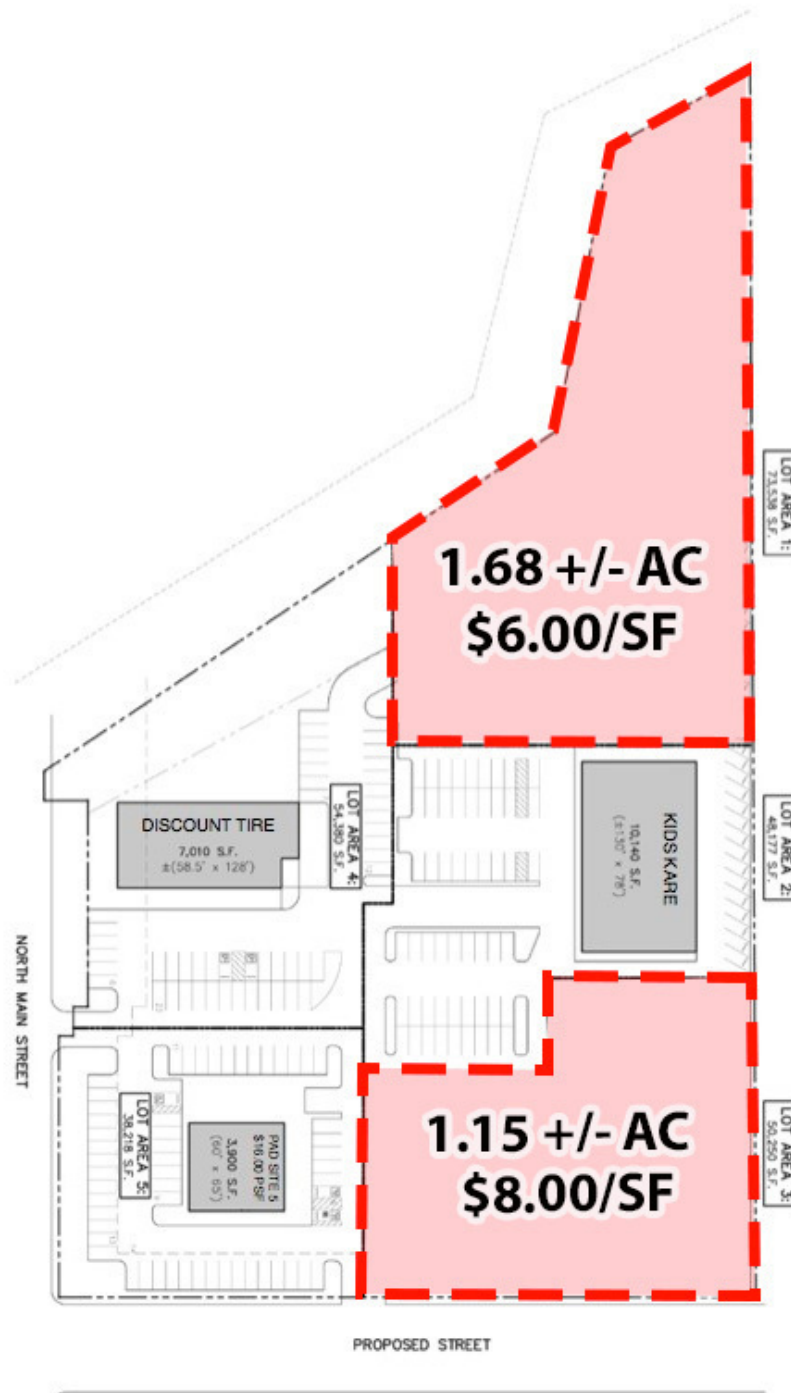 LOT AREA 1:
73,538 S.F.
1.68 +/- AC
$6.00/SF
LOT AREA 2:
48,177 S.F.
KIDS KARE
10,140 S.F.
(±130' x 78')
LOT AREA 4:
54,380 S.F.
DISCOUNT TIRE
7,010 S.F.
±(58.5' x 128')
NORTH MAIN STREET
LOT AREA 3:
50,250 S.F.
1.15 +/- AC
$8.00/SF
PAD SITE 5
$16.00 PSF
3,900 S.F.
(60' x 65')
LOT AREA 5:
38,218 S.F.
PROPOSED STREET